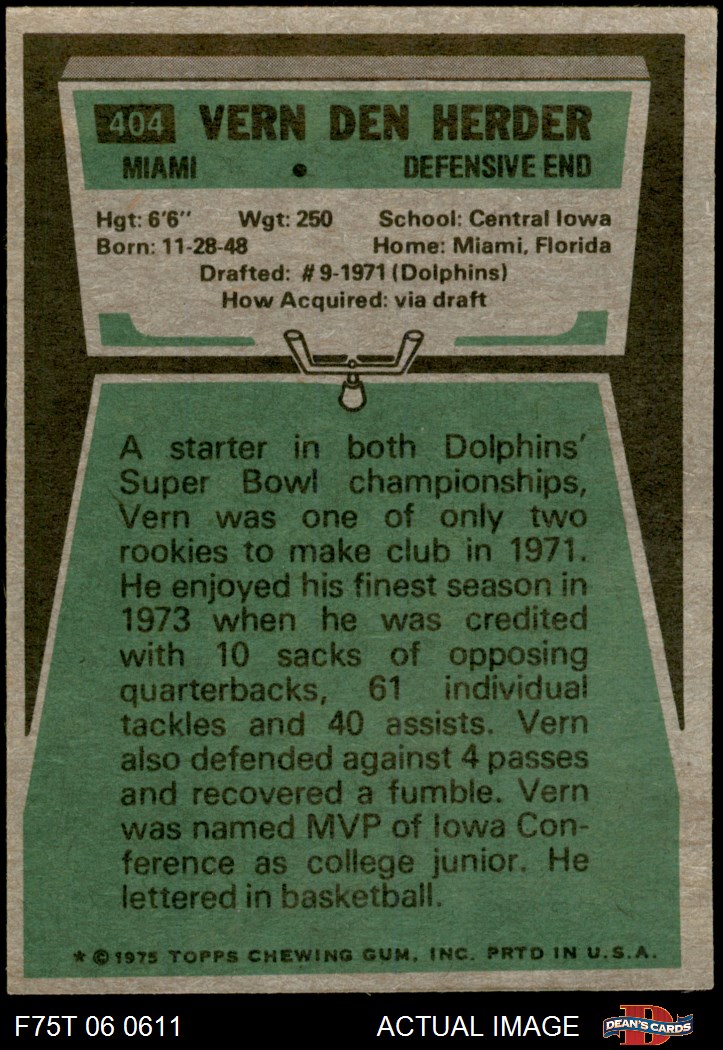 404 VERN DEN HERDER
MIAMI • DEFENSIVE END
Hgt: 6'6" Wgt: 250 School: Central Iowa
Born: 11-28-48 Home: Miami, Florida
Drafted: #9-1971 (Dolphins)
How Acquired: via draft
A starter in both Dolphins'
Super Bowl championships,
Vern was one of only two
rookies to make club in 1971.
He enjoyed his finest season in
1973 when he was credited
with 10 sacks of opposing
quarterbacks, 61 individual
tackles and 40 assists. Vern
also defended against 4 passes
and recovered a fumble. Vern
was named MVP of Iowa Con-
ference as college junior. He
lettered in basketball.
* © 1975 TOPPS CHEWING GUM, INC. PRTD IN U.S.A.
F75T 06 0611 ACTUAL IMAGE D DEAN'S CARDS